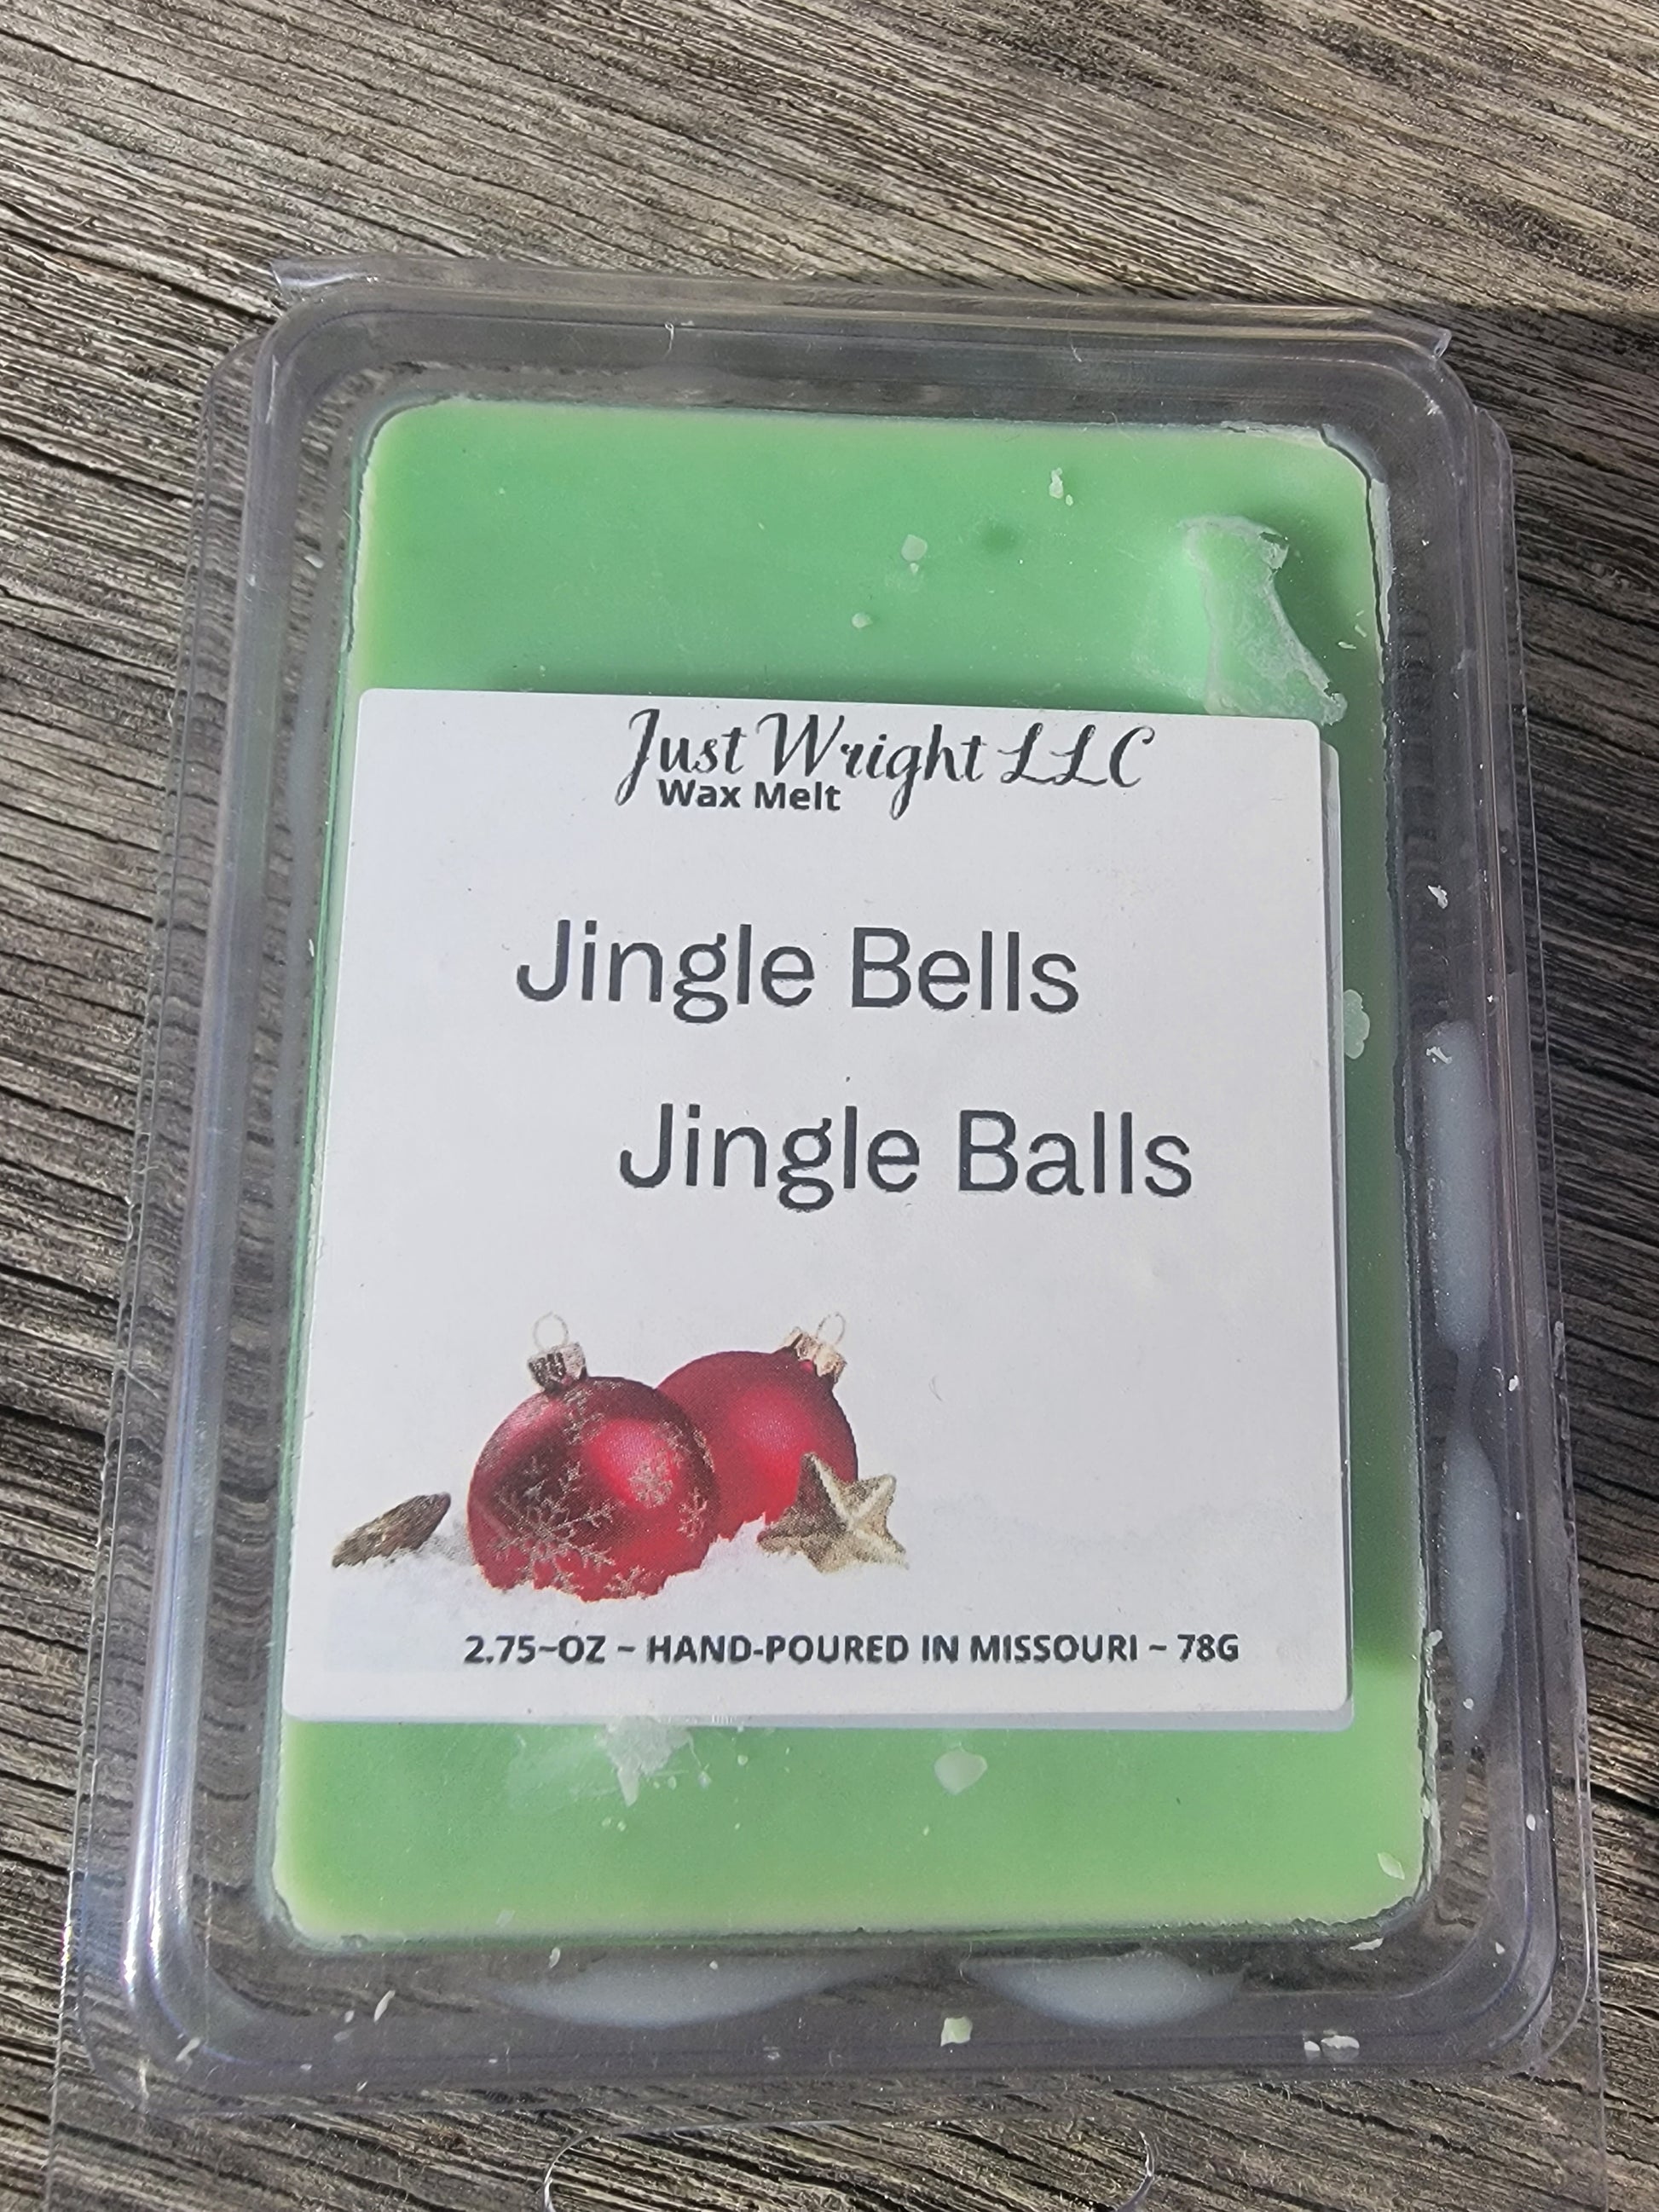 Just Wright LLC
Wax Melt
Jingle Bells
Jingle Balls
2.75~OZ ~ HAND-POURED IN MISSOURI ~ 78G